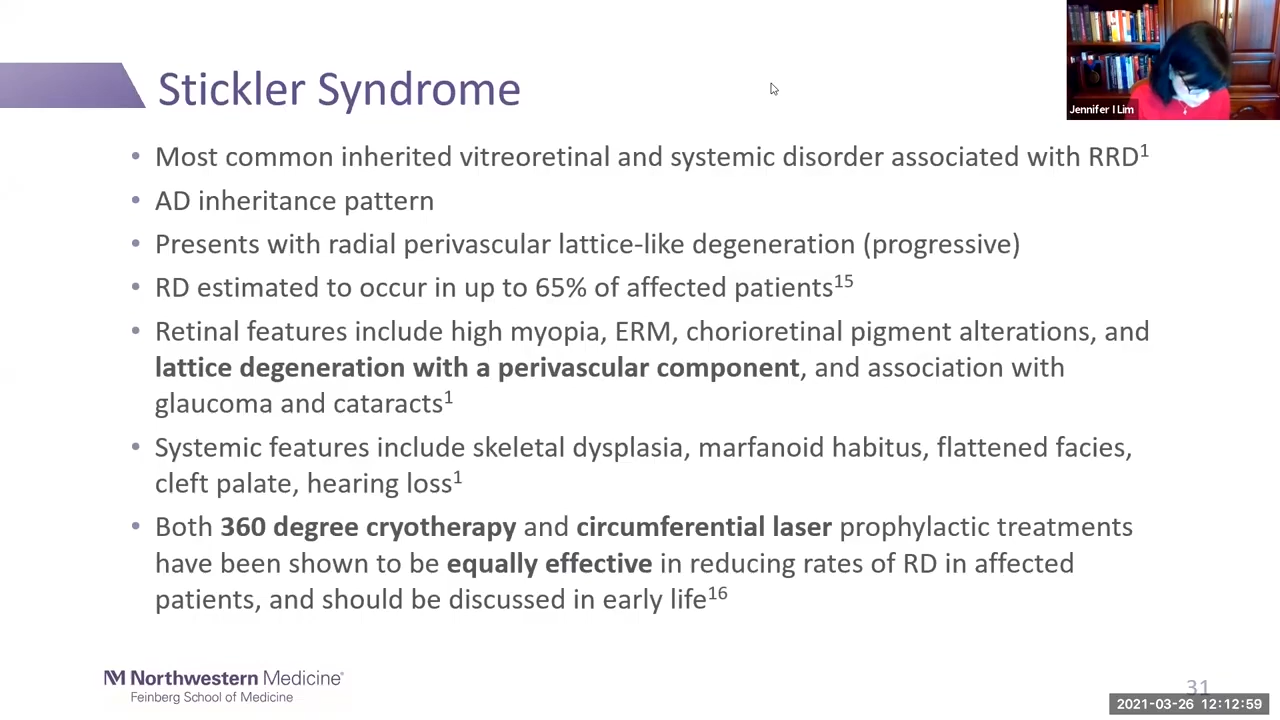 Stickler Syndrome
Jennifer I Lim
• Most common inherited vitreoretinal and systemic disorder associated with RRD1
• AD inheritance pattern
• Presents with radial perivascular lattice-like degeneration (progressive)
• RD estimated to occur in up to 65% of affected patients15
• Retinal features include high myopia, ERM, chorioretinal pigment alterations, and
lattice degeneration with a perivascular component, and association with
glaucoma and cataracts1
• Systemic features include skeletal dysplasia, marfanoid habitus, flattened facies,
cleft palate, hearing loss1
• Both 360 degree cryotherapy and circumferential laser prophylactic treatments
have been shown to be equally effective in reducing rates of RD in affected
patients, and should be discussed in early life16
NM Northwestern Medicine®
Feinberg School of Medicine
31
2021-03-26 12:12:59